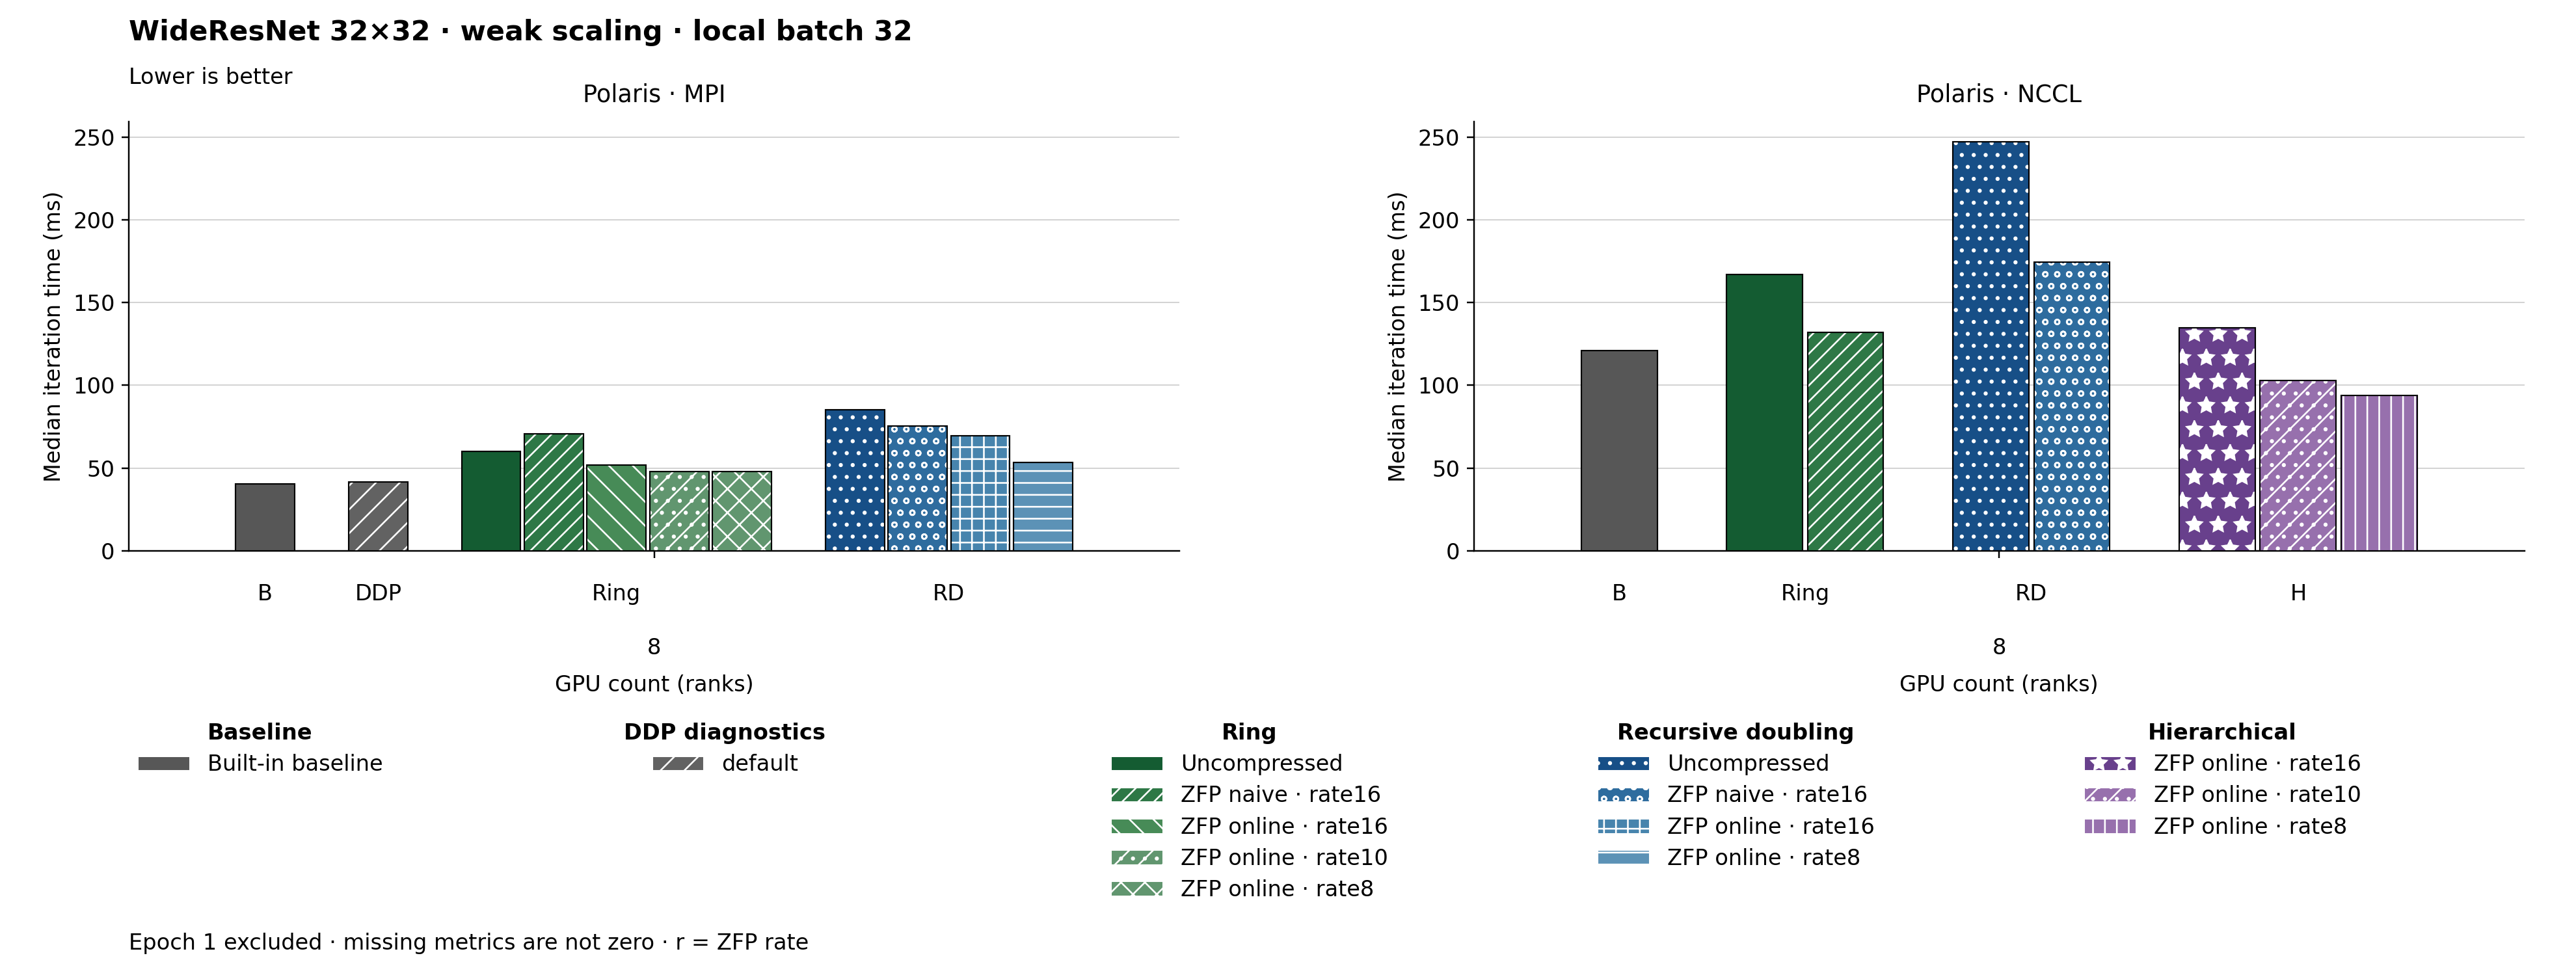 WideResNet 32×32 · weak scaling · local batch 32
Lower is better
Polaris · MPI
Median iteration time (ms)
250
200
150
100
50
0
B DDP Ring RD
8
GPU count (ranks)
Polaris · NCCL
Median iteration time (ms)
250
200
150
100
50
0
B Ring RD H
8
GPU count (ranks)
Baseline
Built-in baseline
DDP diagnostics
default
Ring
Uncompressed
ZFP naive · rate16
ZFP online · rate16
ZFP online · rate10
ZFP online · rate8
Recursive doubling
Uncompressed
ZFP naive · rate16
ZFP online · rate16
ZFP online · rate8
Hierarchical
ZFP online · rate16
ZFP online · rate10
ZFP online · rate8
Epoch 1 excluded · missing metrics are not zero · r = ZFP rate